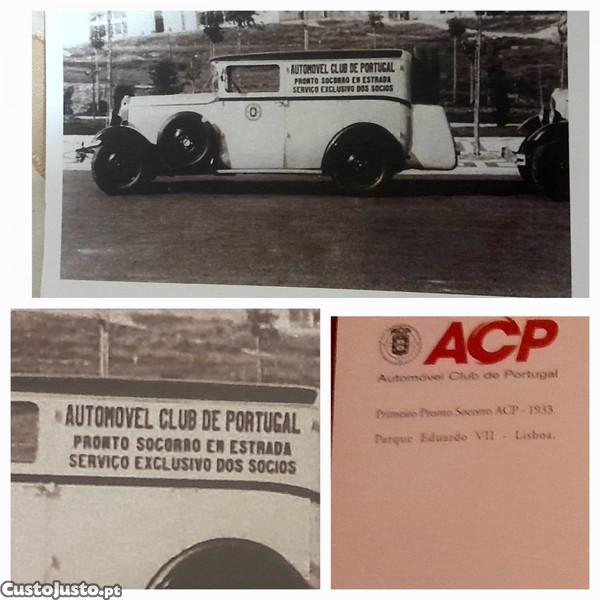 AUTOMOVEL CLUB DE PORTUGAL
PRONTO SOCORRO EM ESTRADA
SERVIÇO EXCLUSIVO DOS SOCIOS
AUTOMOVEL CLUB DE PORTUGAL
PRONTO SOCORRO EM ESTRADA
SERVIÇO EXCLUSIVO DOS SOCIOS
ACP
Automóvel Club de Portugal
Primeiro Pronto Socorro ACP - 1933.
Parque Eduardo VII - Lisboa.
CustoJusto.pt